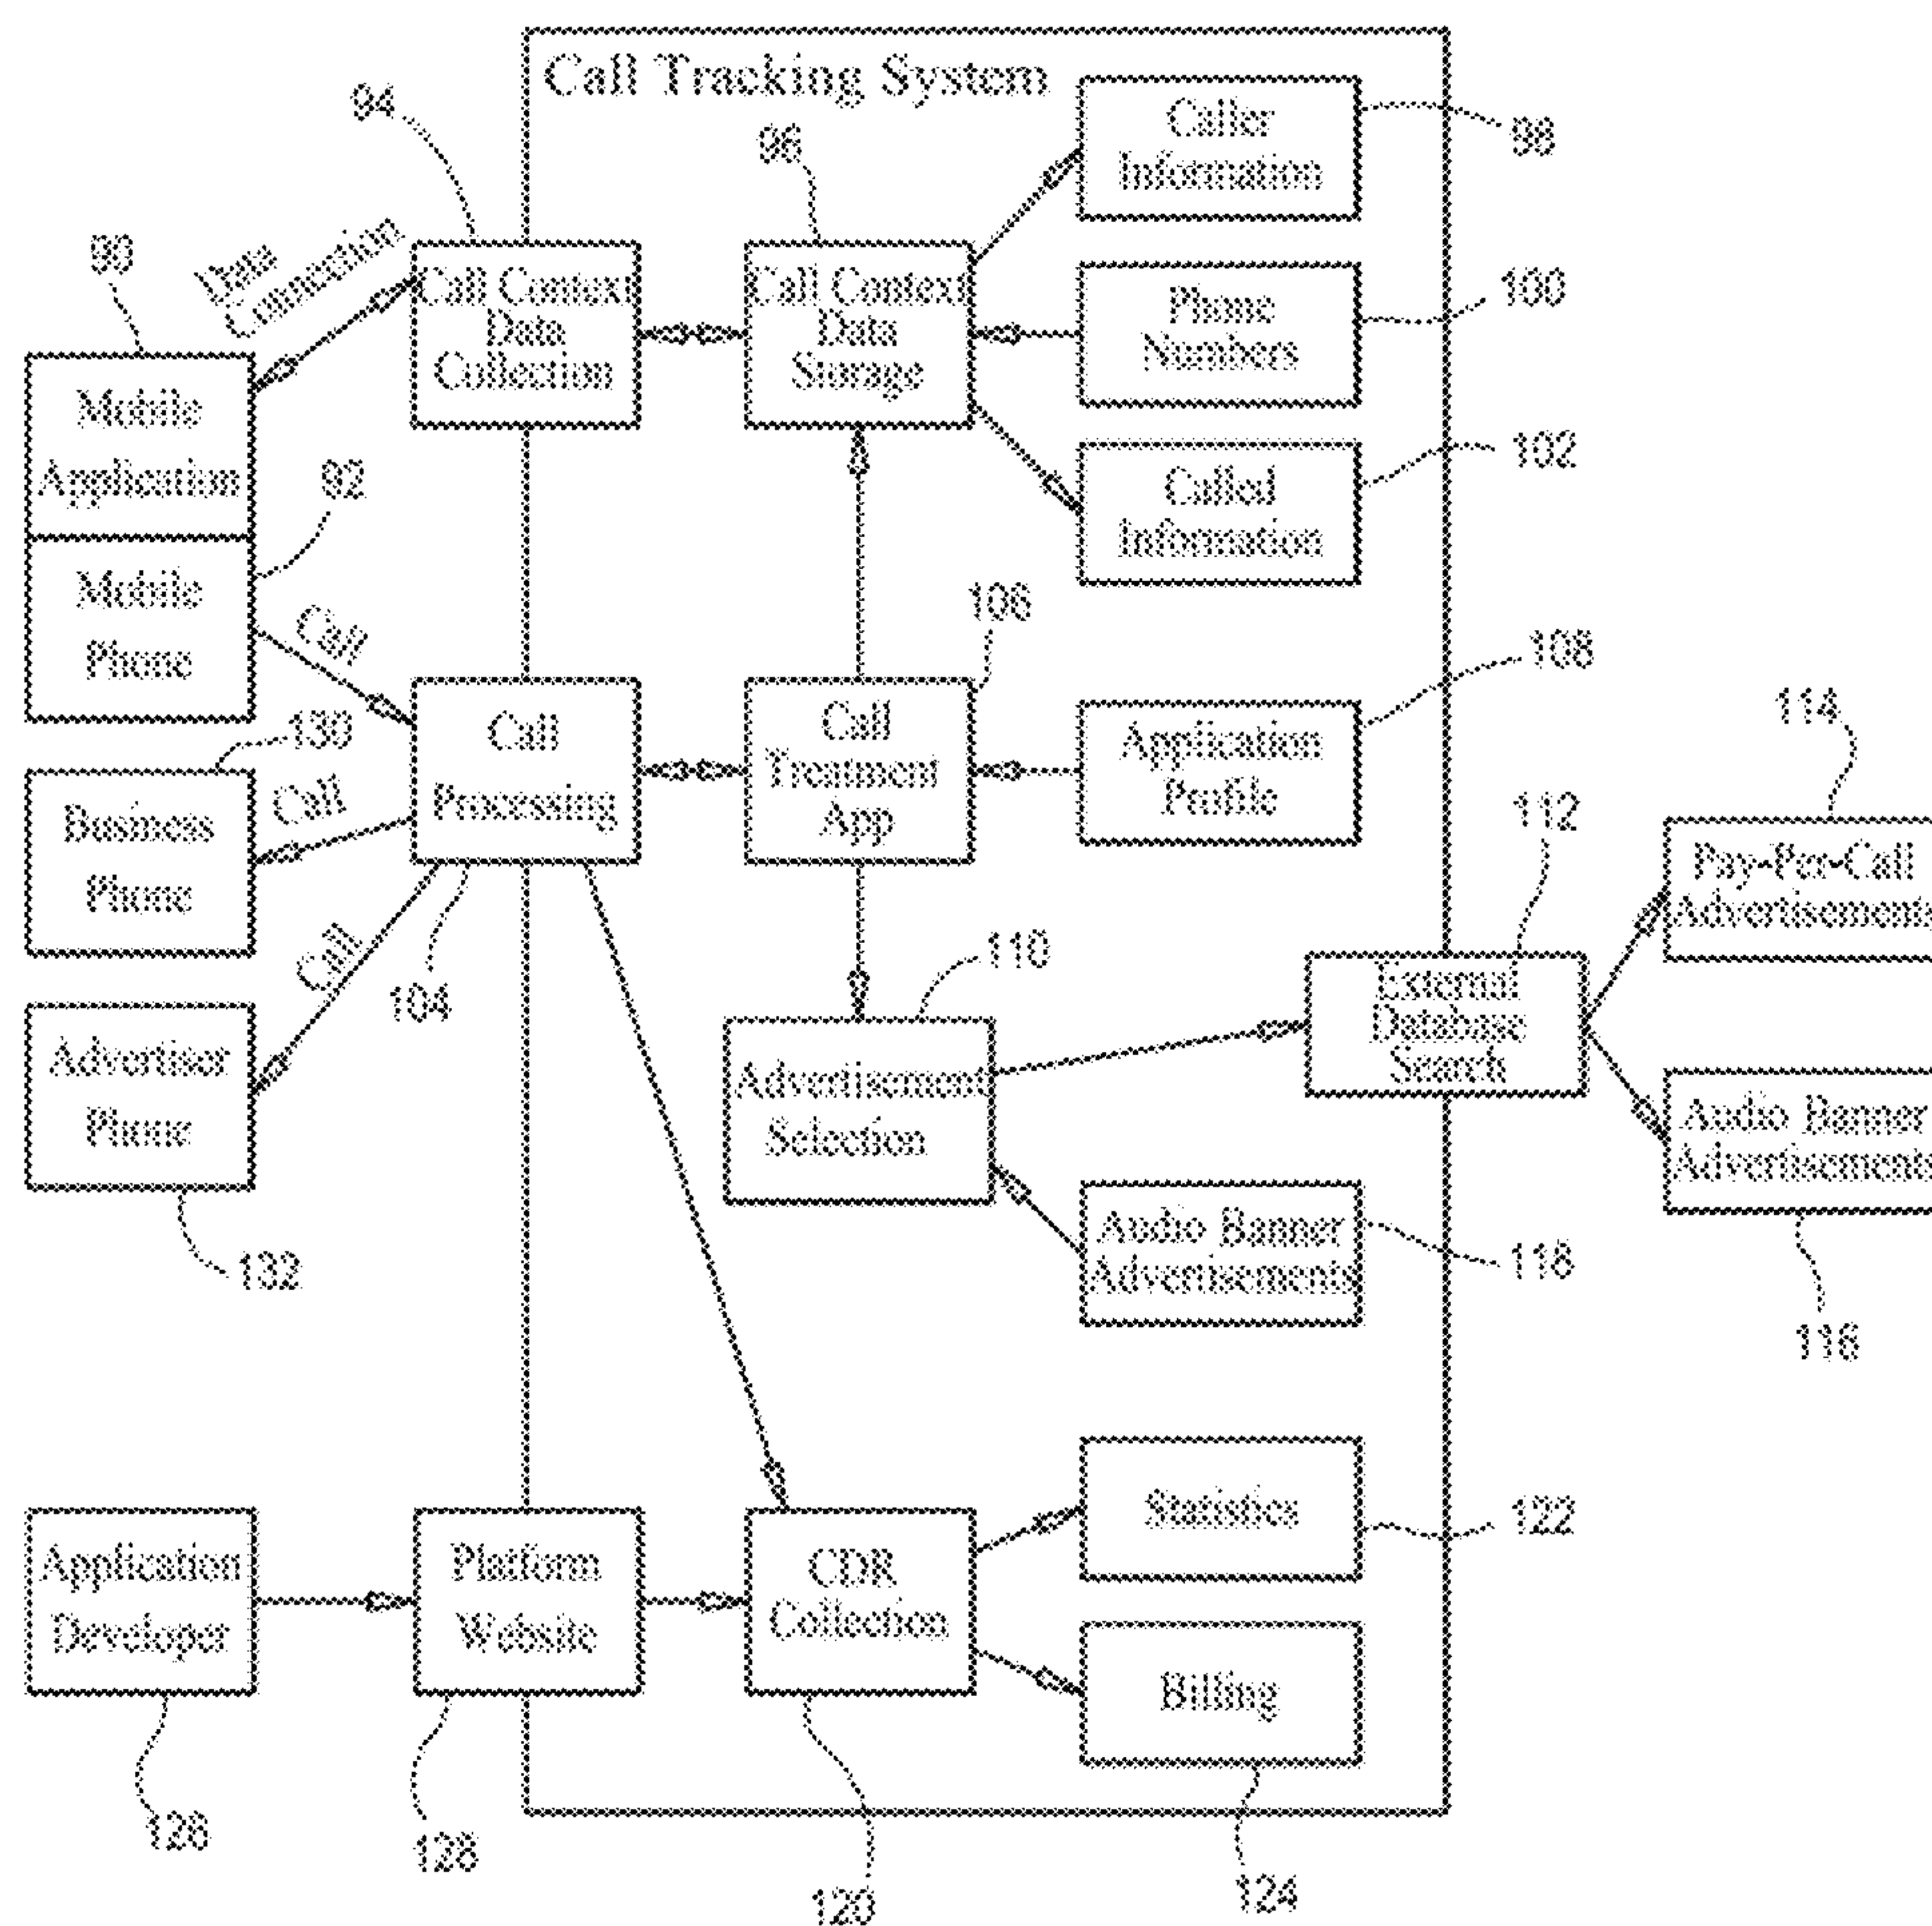 Call Tracking System
94
96
98
Caller
Information
90
Data
Connection
Call Context
Data
Collection
Call Context
Data
Storage
Phone
Numbers
100
Mobile
Application
92
Called
Information
102
Mobile
Phone
Call
106
108
130
Call
Processing
Call
Treatment
App
Application
Profile
114
Business
Phone
Call
112
Pay-Per-Call
Advertisements
Call
104
110
External
Database
Search
Advertiser
Phone
Advertisement
Selection
Audio Banner
Advertisements
132
Audio Banner
Advertisements
118
116
Application
Developer
Platform
Website
CDR
Collection
Statistics
122
Billing
128
120
124